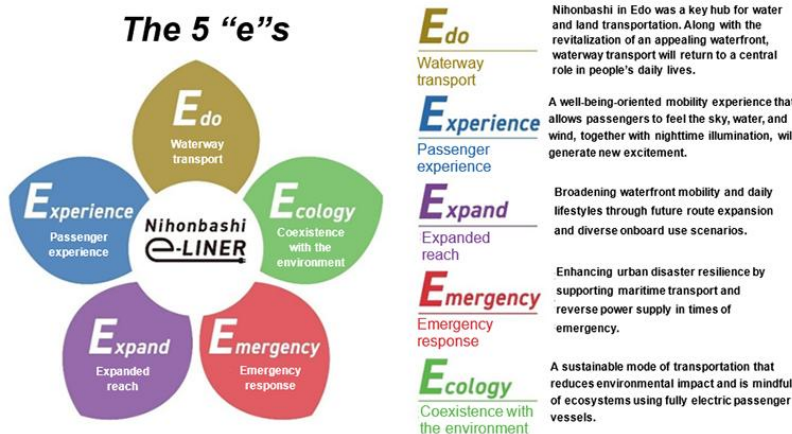 The 5 “e”s
Edo
Waterway
transport
Experience
Passenger
experience
Ecology
Coexistence
with the
environment
Nihonbashi
e-LINER
Expand
Expanded
reach
Emergency
Emergency
response
Edo
Waterway
transport
Nihonbashi in Edo was a key hub for water
and land transportation. Along with the
revitalization of an appealing waterfront,
waterway transport will return to a central
role in people’s daily lives.
Experience
Passenger
experience
A well-being-oriented mobility experience that
allows passengers to feel the sky, water, and
wind, together with nighttime illumination, wil
generate new excitement.
Expand
Expanded
reach
Broadening waterfront mobility and daily
lifestyles through future route expansion
and diverse onboard use scenarios.
Emergency
Emergency
response
Enhancing urban disaster resilience by
supporting maritime transport and
reverse power supply in times of
emergency.
Ecology
Coexistence with
the environment
A sustainable mode of transportation that
reduces environmental impact and is mindful
of ecosystems using fully electric passenger
vessels.